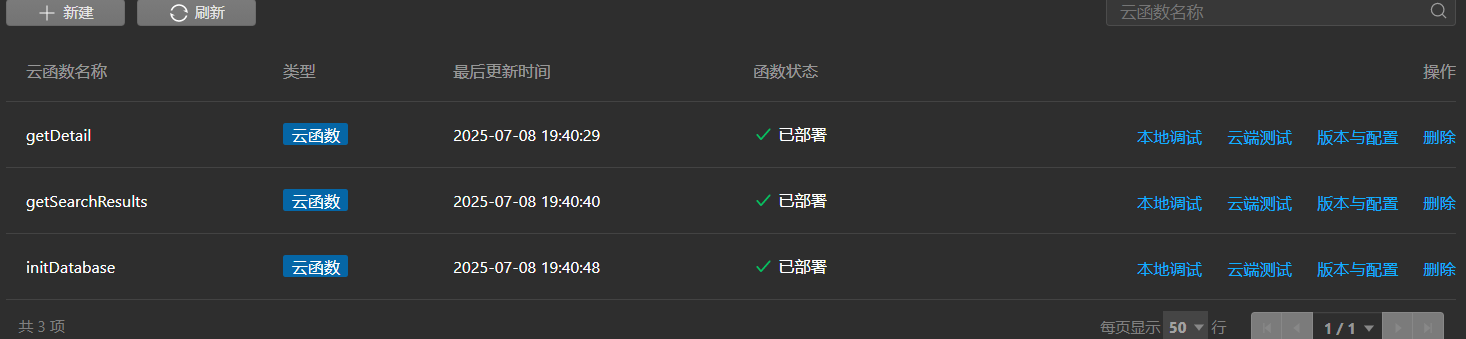 新建 刷新 云函数名称
云函数名称 类型 最后更新时间 函数状态 操作
getDetail 云函数 2025-07-08 19:40:29 已部署 本地调试 云端测试 版本与配置 删除
getSearchResults 云函数 2025-07-08 19:40:40 已部署 本地调试 云端测试 版本与配置 删除
initDatabase 云函数 2025-07-08 19:40:48 已部署 本地调试 云端测试 版本与配置 删除
共 3 项 每页显示 50 行 1 / 1